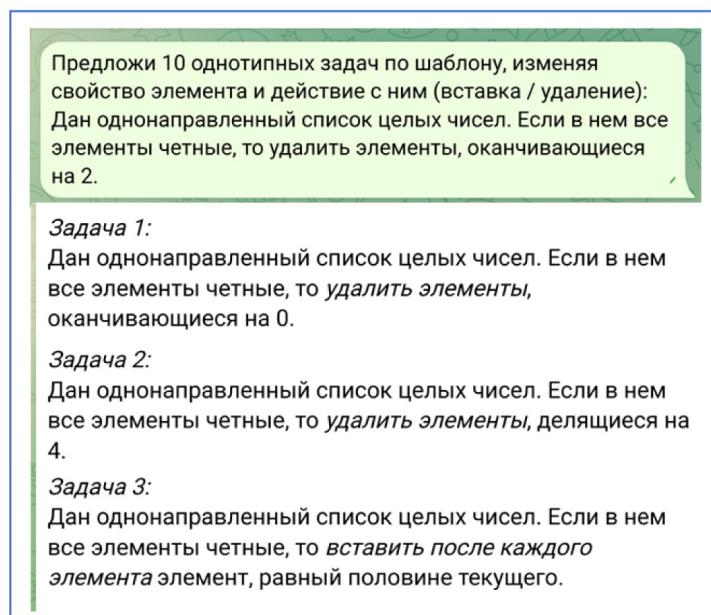 Предложи 10 однотипных задач по шаблону, изменяя
свойство элемента и действие с ним (вставка / удаление):
Дан однонаправленный список целых чисел. Если в нем все
элементы четные, то удалить элементы, оканчивающиеся
на 2.
Задача 1:
Дан однонаправленный список целых чисел. Если в нем
все элементы четные, то удалить элементы,
оканчивающиеся на 0.
Задача 2:
Дан однонаправленный список целых чисел. Если в нем
все элементы четные, то удалить элементы, делящиеся на
4.
Задача 3:
Дан однонаправленный список целых чисел. Если в нем
все элементы четные, то вставить после каждого
элемента элемент, равный половине текущего.